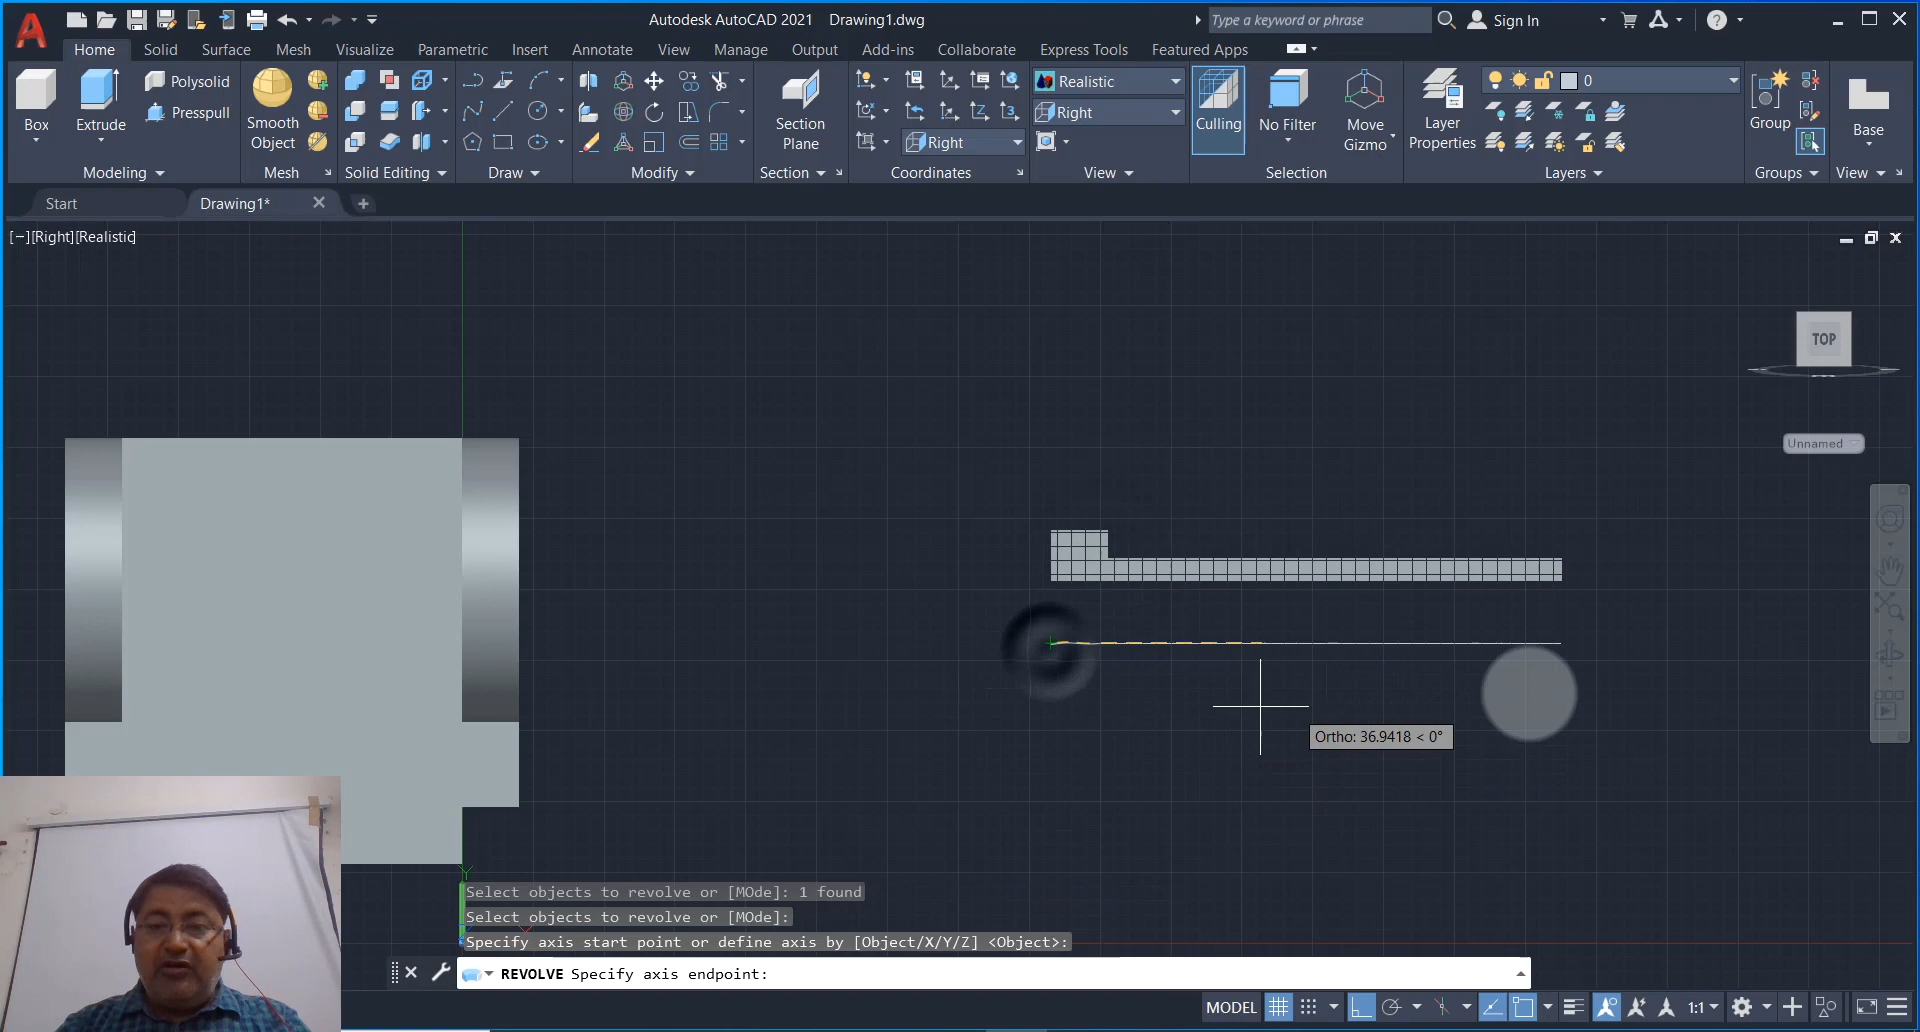 Autodesk AutoCAD 2021 Drawing1.dwg
Type a keyword or phrase
Sign In
Home Solid Surface Mesh Visualize Parametric Insert Annotate View Manage Output Add-ins Collaborate Express Tools Featured Apps
Box
Extrude
Polysolid
Presspull
Smooth Object
Section Plane
Right
Realistic
Right
Culling
No Filter
Move Gizmo
Layer Properties
0
Group
Base
Modeling Mesh Solid Editing Draw Modify Section Coordinates View Selection Layers Groups View
Start Drawing1*
[−][Right][Realistic]
TOP
Unnamed
Ortho: 36.9418 < 0°
Y
Select objects to revolve or [MOde]: 1 found
Select objects to revolve or [MOde]:
Specify axis start point or define axis by [Object/X/Y/Z] <Object>:
REVOLVE Specify axis endpoint:
MODEL 1:1